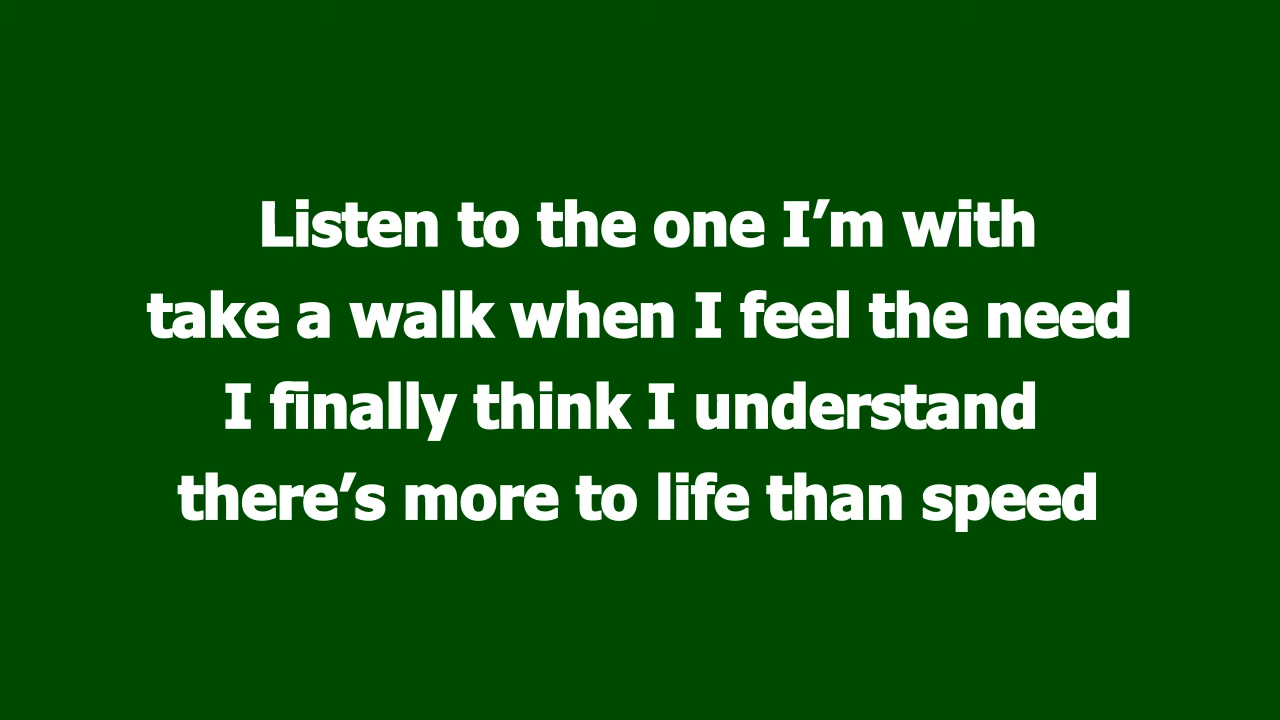 Listen to the one I’m with
take a walk when I feel the need
I finally think I understand
there’s more to life than speed